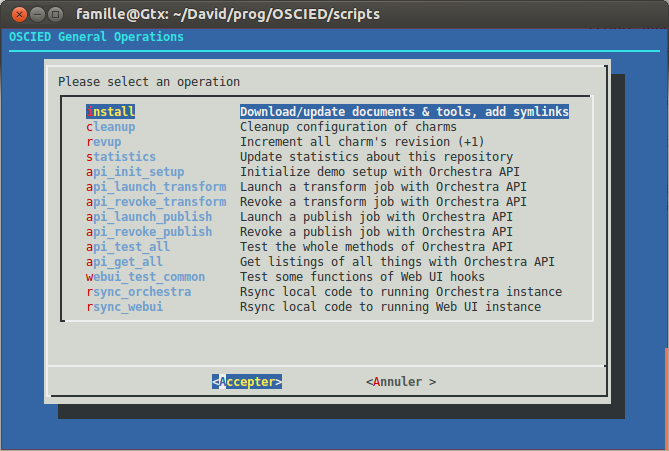 famille@Gtx: ~/David/prog/OSCIED/scripts
OSCIED General Operations
Please select an operation
install Download/update documents & tools, add symlinks
cleanup Cleanup configuration of charms
revup Increment all charm's revision (+1)
statistics Update statistics about this repository
api_init_setup Initialize demo setup with Orchestra API
api_launch_transform Launch a transform job with Orchestra API
api_revoke_transform Revoke a transform job with Orchestra API
api_launch_publish Launch a publish job with Orchestra API
api_revoke_publish Revoke a publish job with Orchestra API
api_test_all Test the whole methods of Orchestra API
api_get_all Get listings of all things with Orchestra API
webui_test_common Test some functions of Web UI hooks
rsync_orchestra Rsync local code to running Orchestra instance
rsync_webui Rsync local code to running Web UI instance
<Accepter> <Annuler >